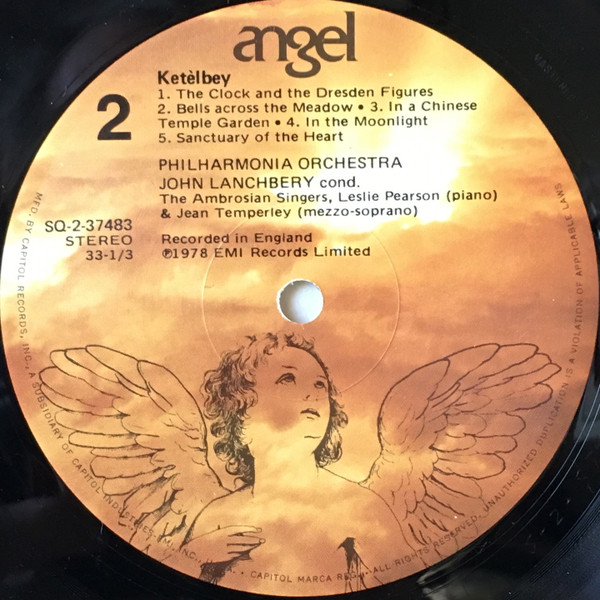 angel
Ketèlbey
1. The Clock and the Dresden Figures
2. Bells across the Meadow • 3. In a Chinese
Temple Garden • 4. In the Moonlight
5. Sanctuary of the Heart
2
PHILHARMONIA ORCHESTRA
JOHN LANCHBERY cond.
The Ambrosian Singers, Leslie Pearson (piano)
& Jean Temperley (mezzo-soprano)
SQ-2-37483
STEREO
33-1/3
Recorded in England
℗1978 EMI Records Limited
MFD. BY CAPITOL RECORDS, INC., A SUBSIDIARY OF CAPITOL INDUSTRIES-EMI, INC., U.S.A. • CAPITOL MARCA REG. • ALL RIGHTS RESERVED. UNAUTHORIZED DUPLICATION IS A VIOLATION OF APPLICABLE LAWS